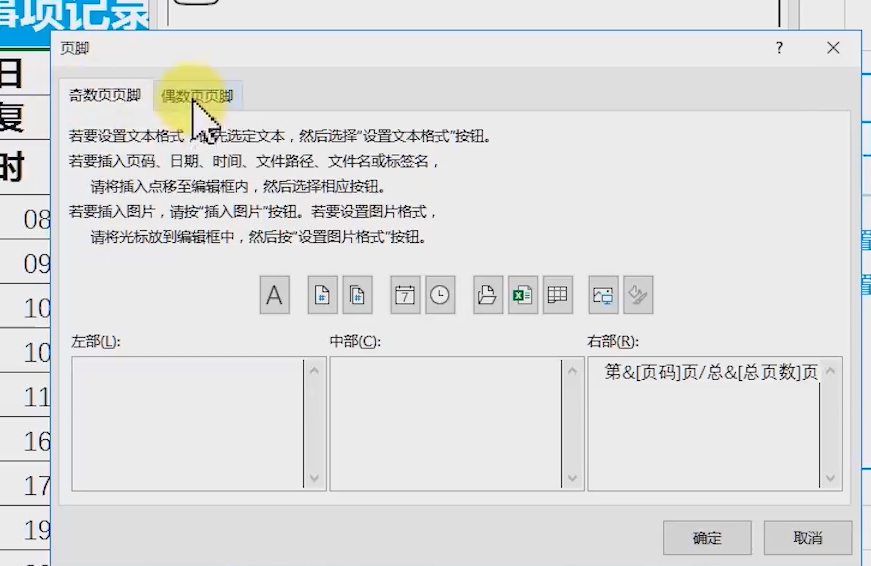 事项记录
页脚
?
奇数页页脚
偶数页页脚
日
复
时
若要设置文本格式，请先选定文本，然后选择“设置文本格式”按钮。
若要插入页码、日期、时间、文件路径、文件名或标签名，
请将插入点移至编辑框内，然后选择相应按钮。
若要插入图片，请按“插入图片”按钮。若要设置图片格式，
请将光标放到编辑框中，然后按“设置图片格式”按钮。
08
09
10
10
11
16
17
19
A
7
左部(L):
中部(C):
右部(R):
第&[页码]页/总&[总页数]页
确定
取消